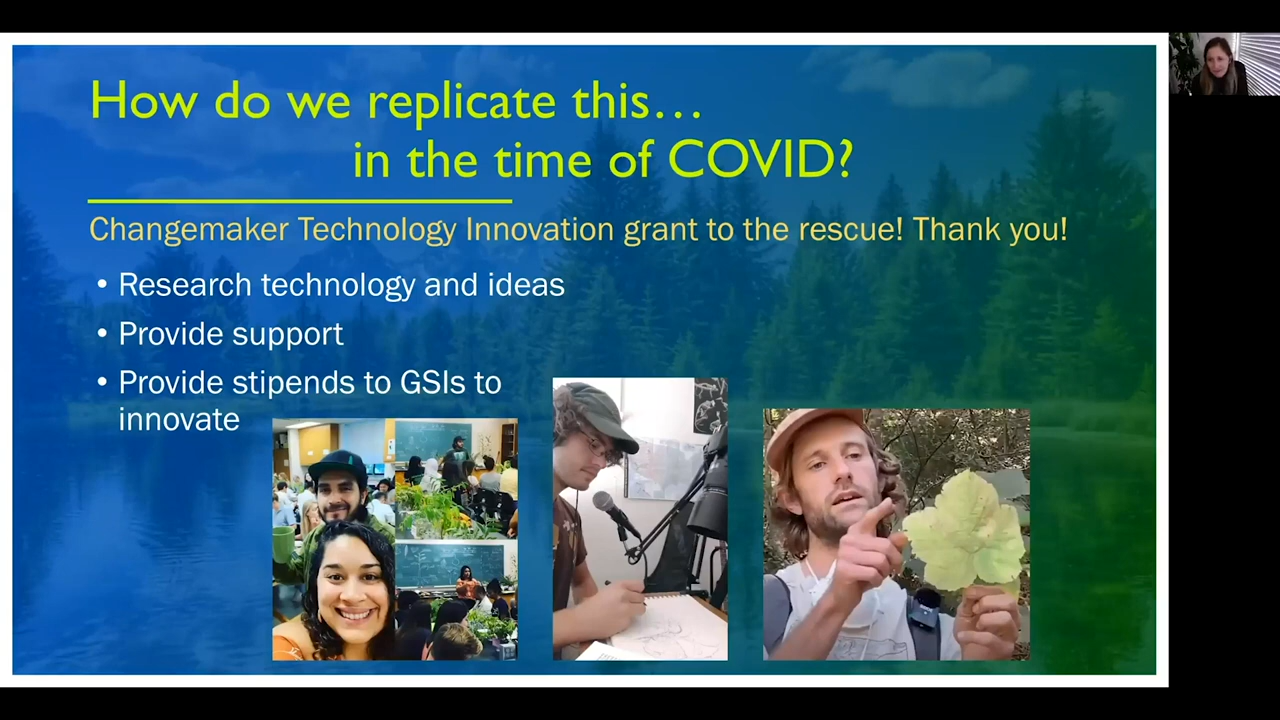 How do we replicate this...
in the time of COVID?
Changemaker Technology Innovation grant to the rescue! Thank you!
• Research technology and ideas
• Provide support
• Provide stipends to GSIs to
innovate